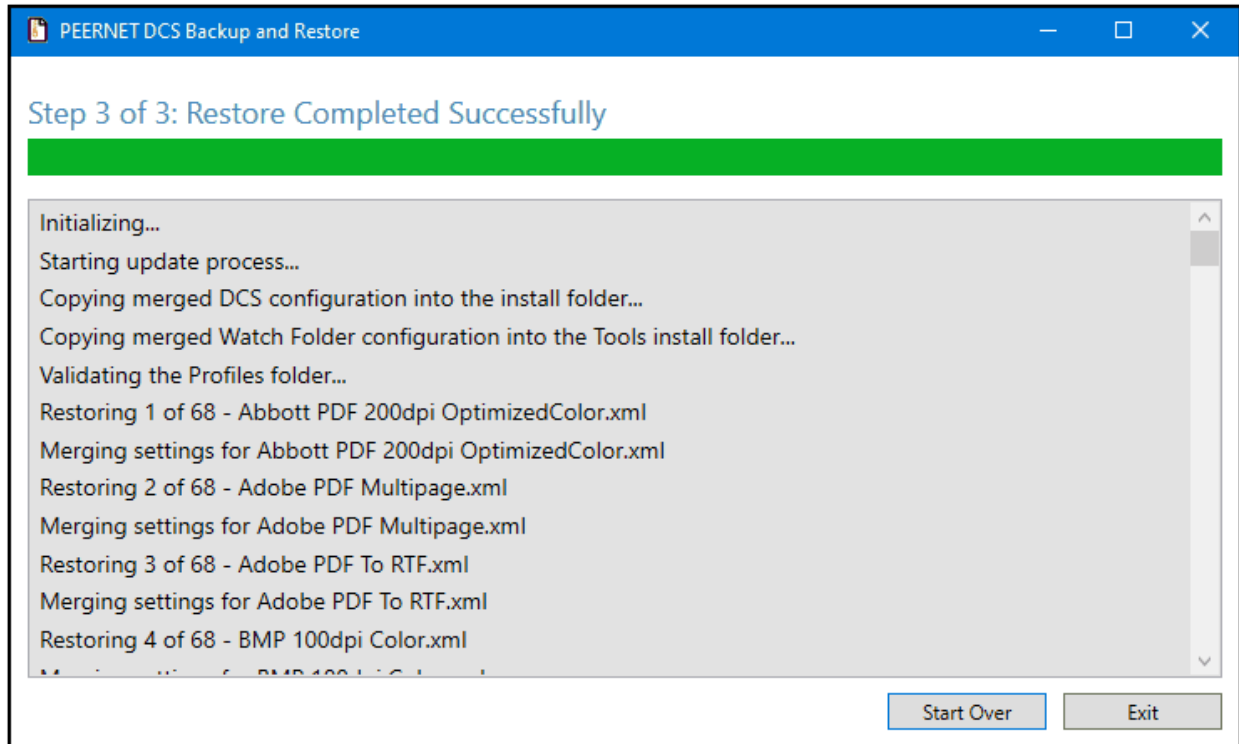 PEERNET DCS Backup and Restore
Step 3 of 3: Restore Completed Successfully
Initializing...
Starting update process...
Copying merged DCS configuration into the install folder...
Copying merged Watch Folder configuration into the Tools install folder...
Validating the Profiles folder...
Restoring 1 of 68 - Abbott PDF 200dpi OptimizedColor.xml
Merging settings for Abbott PDF 200dpi OptimizedColor.xml
Restoring 2 of 68 - Adobe PDF Multipage.xml
Merging settings for Adobe PDF Multipage.xml
Restoring 3 of 68 - Adobe PDF To RTF.xml
Merging settings for Adobe PDF To RTF.xml
Restoring 4 of 68 - BMP 100dpi Color.xml
Start Over
Exit